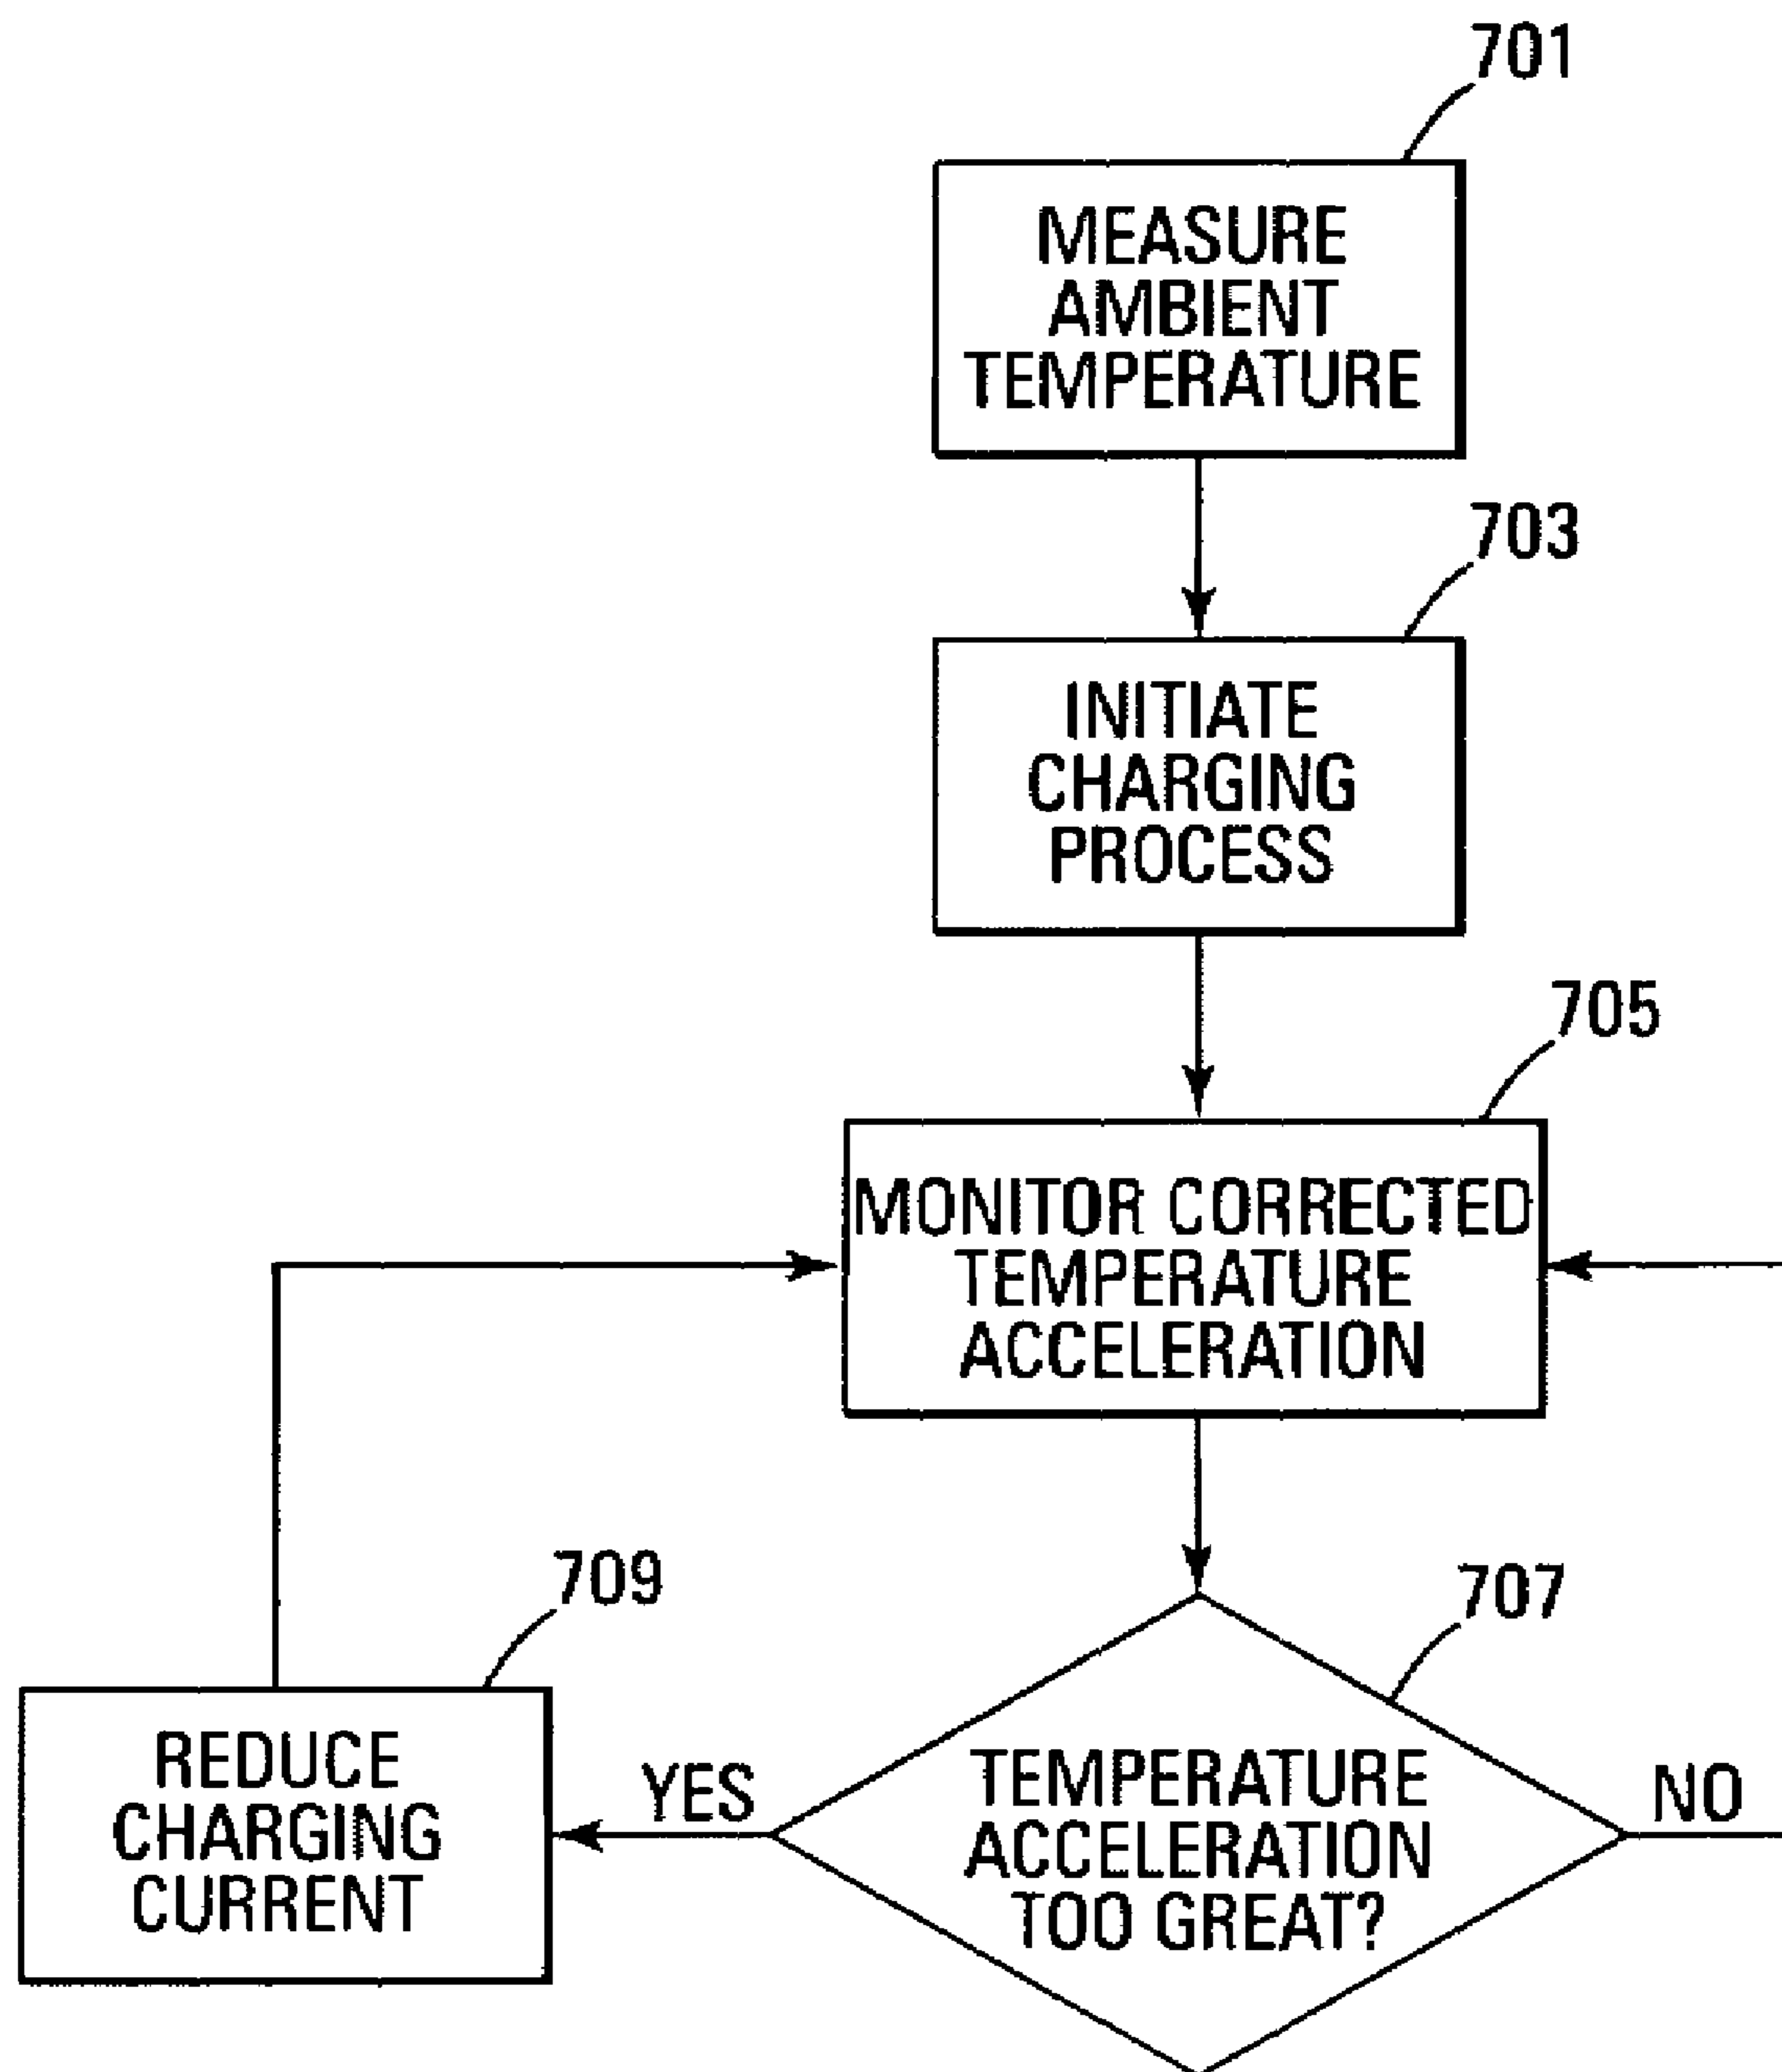 701
MEASURE
AMBIENT
TEMPERATURE
703
INITIATE
CHARGING
PROCESS
705
MONITOR CORRECTED
TEMPERATURE
ACCELERATION
709
REDUCE
CHARGING
CURRENT
YES
707
TEMPERATURE
ACCELERATION
TOO GREAT?
NO